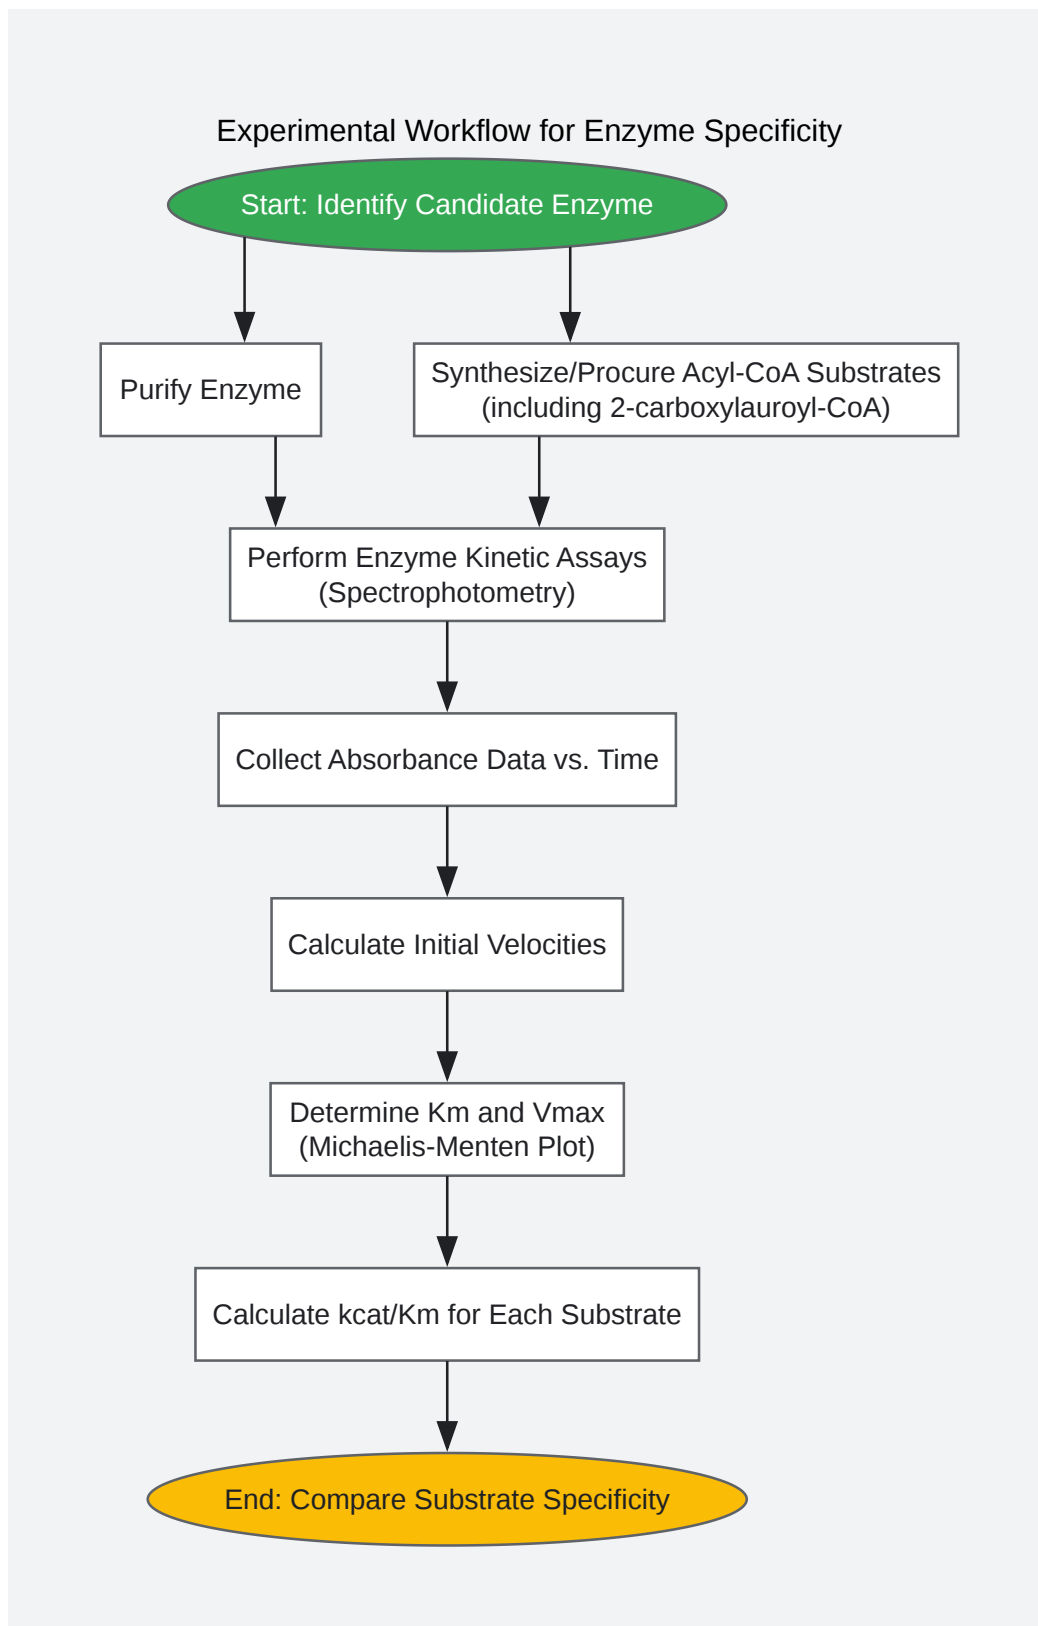 Experimental Workflow for Enzyme Specificity
Start: Identify Candidate Enzyme
Purify Enzyme
Synthesize/Procure Acyl-CoA Substrates
(including 2-carboxylauroyl-CoA)
Perform Enzyme Kinetic Assays
(Spectrophotometry)
Collect Absorbance Data vs. Time
Calculate Initial Velocities
Determine Km and Vmax
(Michaelis-Menten Plot)
Calculate kcat/Km for Each Substrate
End: Compare Substrate Specificity